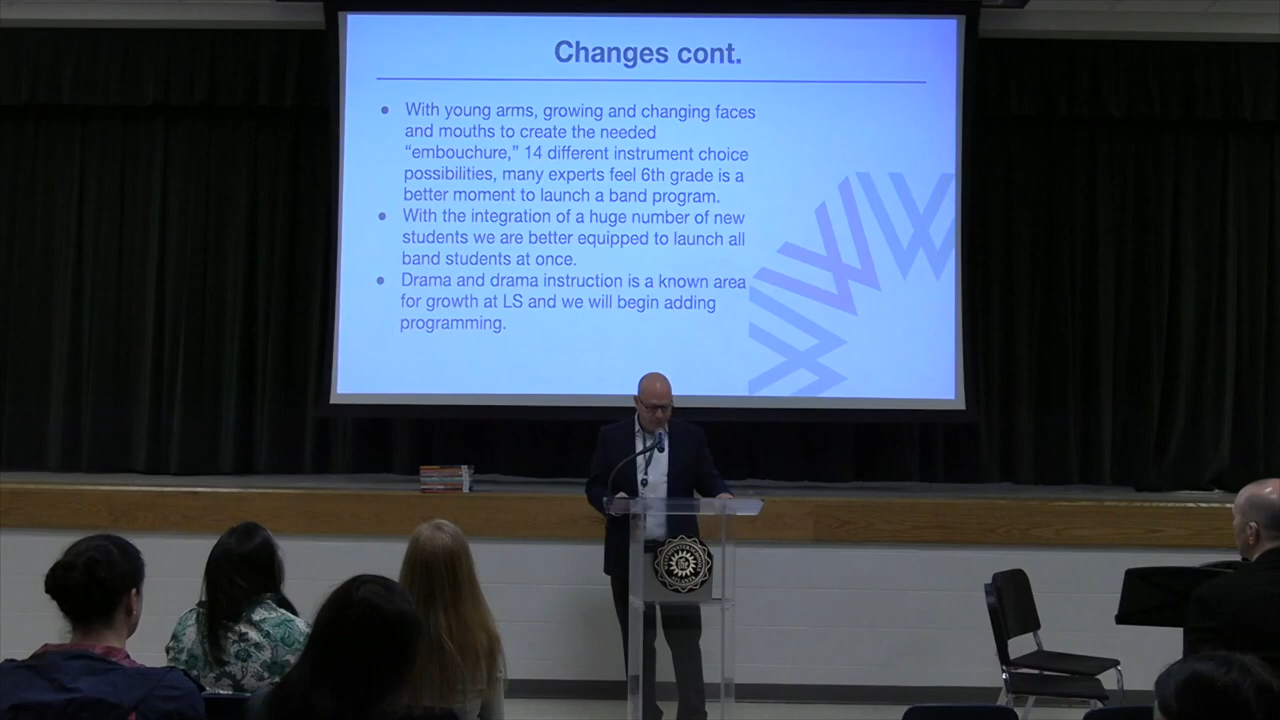 Changes cont.
● With young arms, growing and changing faces
and mouths to create the needed
“embouchure,” 14 different instrument choice
possibilities, many experts feel 6th grade is a
better moment to launch a band program.
● With the integration of a huge number of new
students we are better equipped to launch all
band students at once.
● Drama and drama instruction is a known area
for growth at LS and we will begin adding
programming.